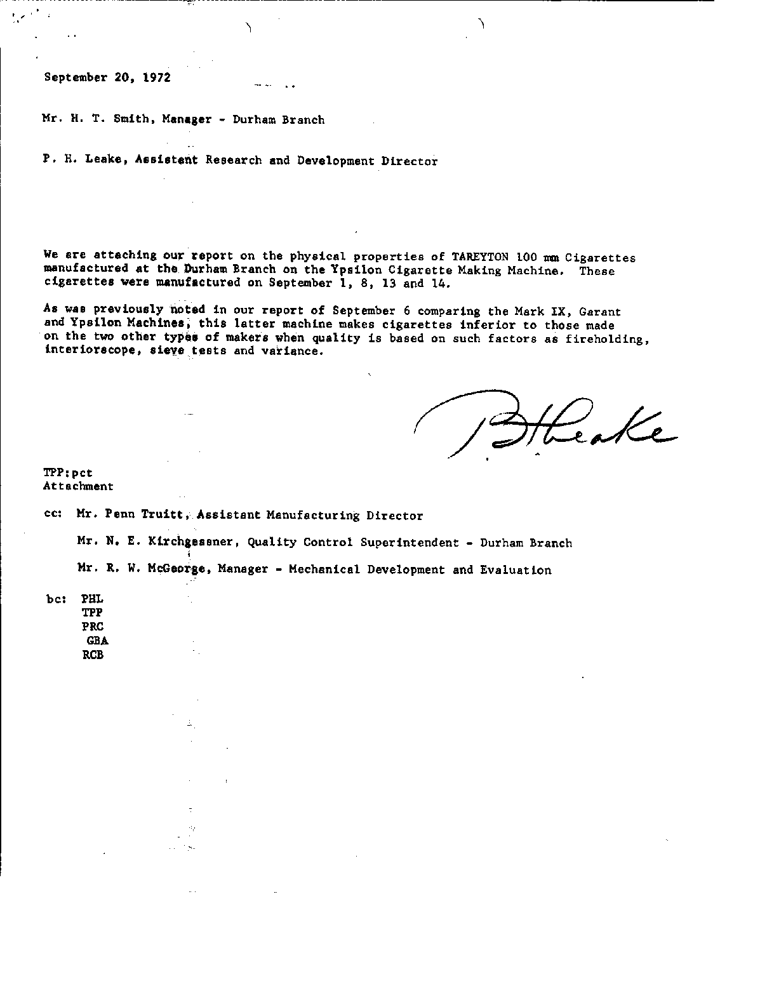 September 20, 1972
Mr. H. T. Smith, Manager - Durham Branch
P. H. Leake, Assistent Research and Development Director
We are attaching our report on the physical properties of TAREYTON 100 mm Cigarettes
manufactured at the Durham Branch on the Ypsilon Cigarette Making Machine. These
cigarettes were manufactured on September 1, 8, 13 and 14.
As was previously noted in our report of September 6 comparing the Mark IX, Garant
and Ypsilon Machines, this latter machine makes cigarettes inferior to those made
on the two other types of makers when quality is based on such factors as fireholding,
interiorscope, sieve tests and variance.
PHLeake
TPP:pct
Attachment
cc: Mr. Penn Truitt, Assistant Manufacturing Director
Mr. N. E. Kirchgessner, Quality Control Superintendent - Durham Branch
Mr. R. W. McGeorge, Manager - Mechanical Development and Evaluation
bc: PHL
TPP
PRC
GBA
RCB